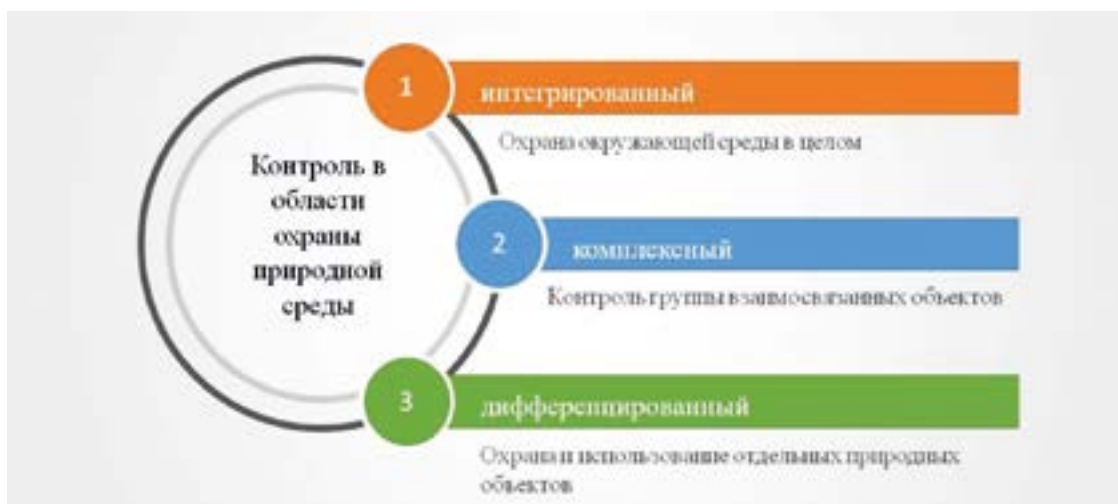 Контроль в
области
охраны
природной
среды
1
интегрированный
Охрана окружающей среды в целом
2
комплексный
Контроль группы взаимосвязанных объектов
3
дифференцированный
Охрана и использование отдельных природных
объектов